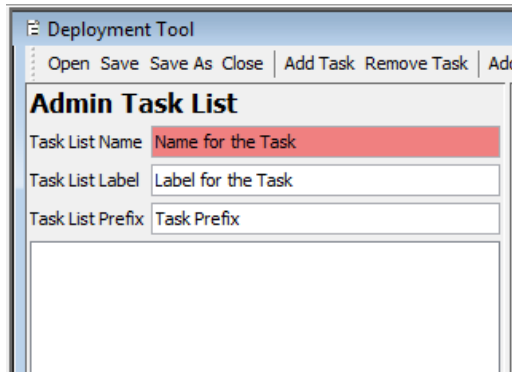 Deployment Tool
Open Save Save As Close Add Task Remove Task
Admin Task List
Task List Name Name for the Task
Task List Label Label for the Task
Task List Prefix Task Prefix